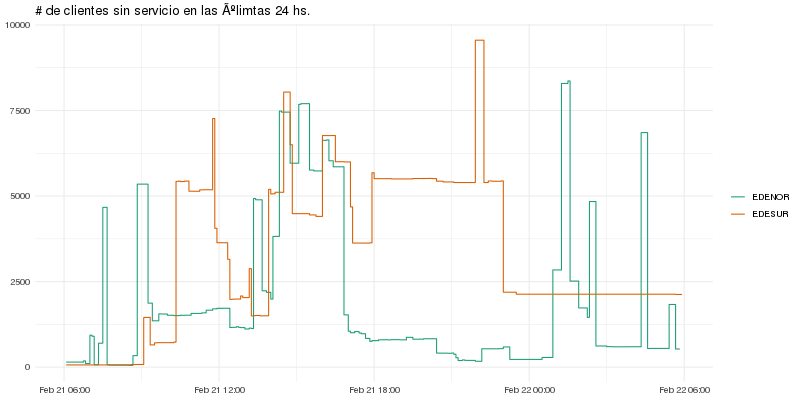 # de clientes sin servicio en las Ãºlimtas 24 hs.
10000
7500
5000
2500
0
Feb 21 06:00
Feb 21 12:00
Feb 21 18:00
Feb 22 00:00
Feb 22 06:00
EDENOR
EDESUR